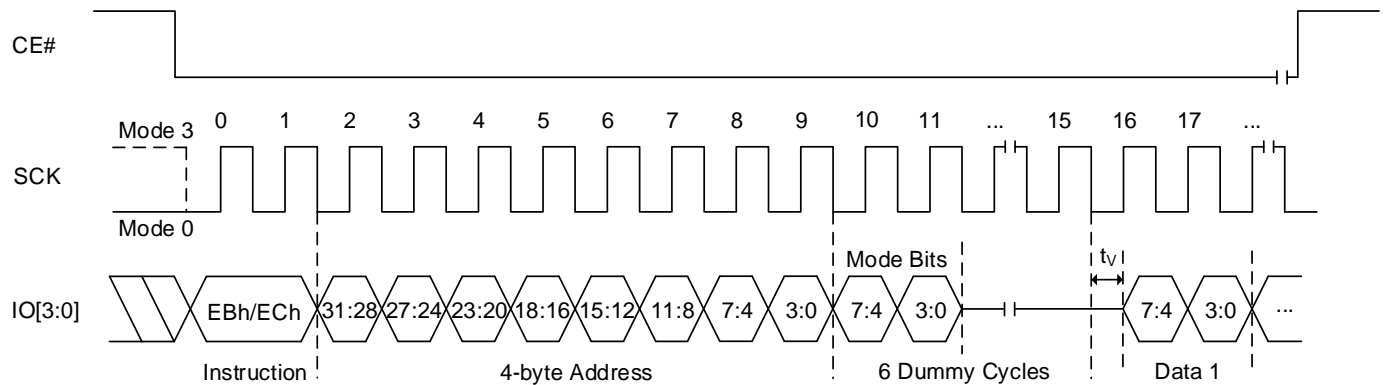 CE#
0 1 2 3 4 5 6 7 8 9 10 11 ... 15 16 17 ...
Mode 3
SCK
Mode 0
Mode Bits tV
IO[3:0] EBh/ECh 31:28 27:24 23:20 18:16 15:12 11:8 7:4 3:0 7:4 3:0 7:4 3:0 ...
Instruction 4-byte Address 6 Dummy Cycles Data 1